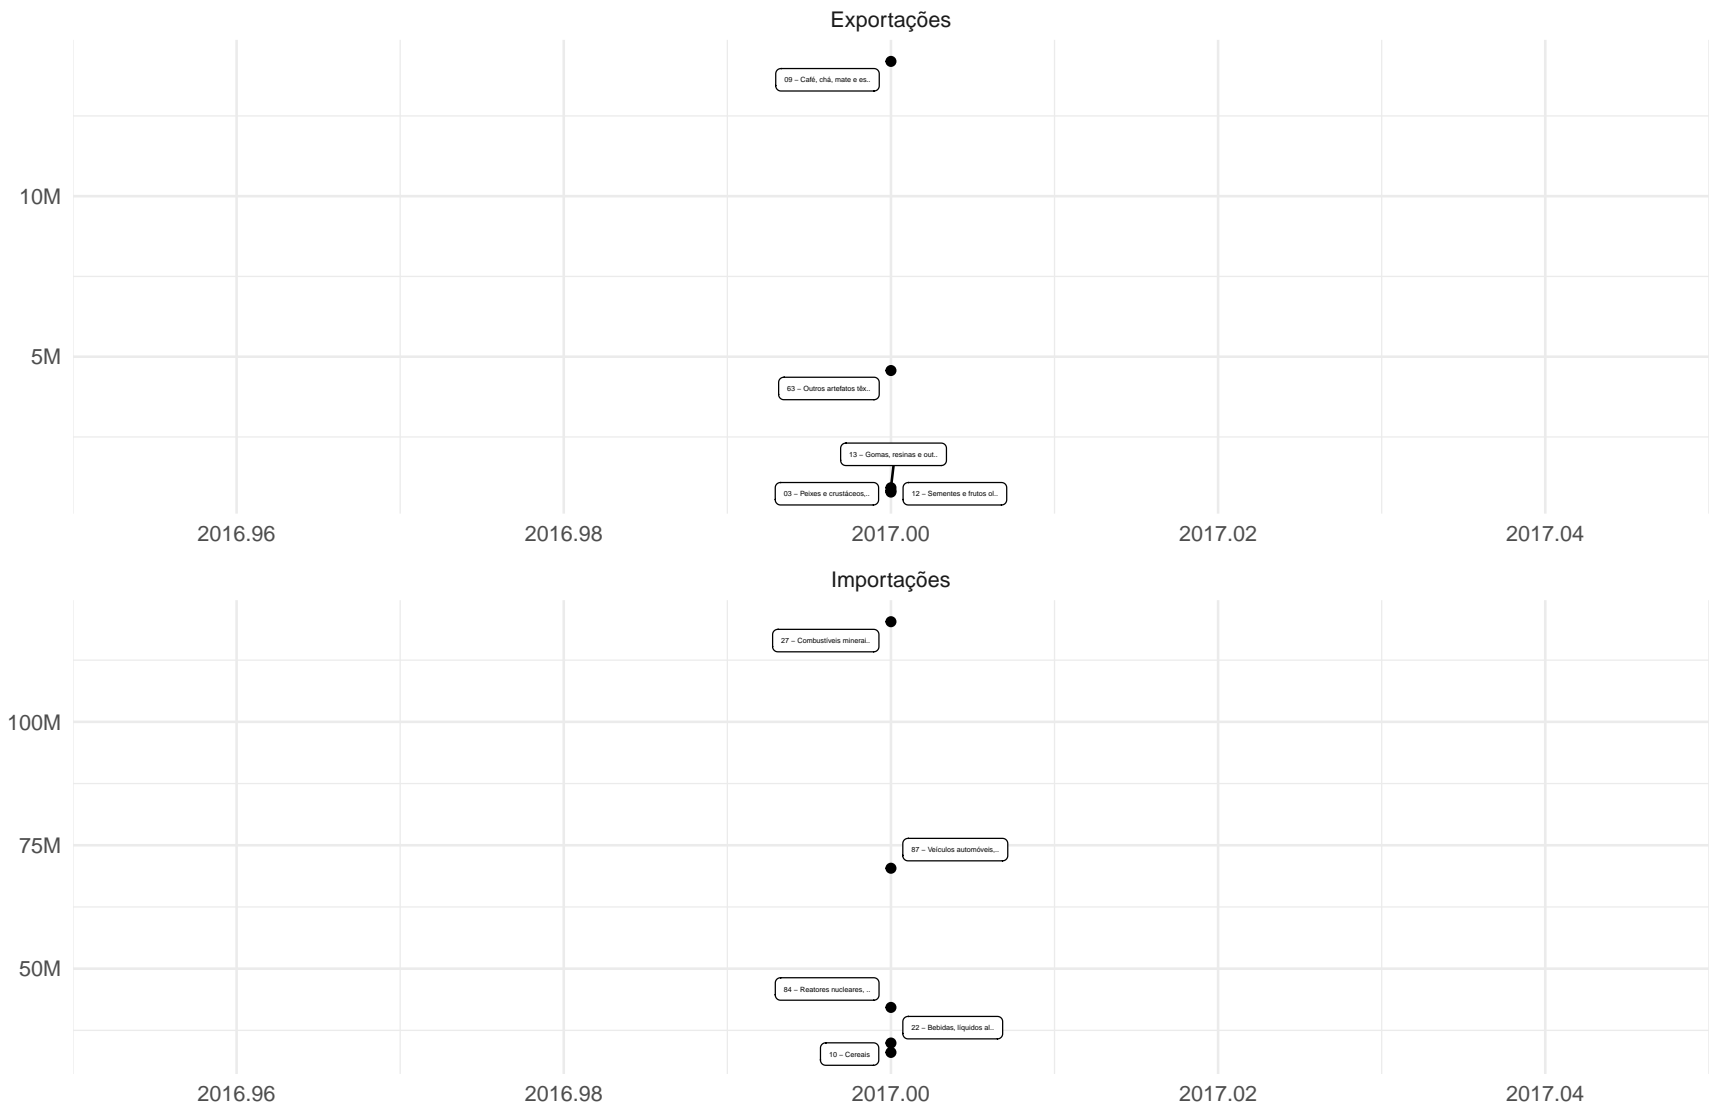 Exportações
09 – Café, chá, mate e es..
10M
5M
63 – Outros artefatos têx..
13 – Gomas, resinas e out..
03 – Peixes e crustáceos,..
12 – Sementes e frutos ol..
2016.96 2016.98 2017.00 2017.02 2017.04
Importações
27 – Combustíveis minerai..
100M
75M
87 – Veículos automóveis,..
50M
84 – Reatores nucleares, ..
22 – Bebidas, líquidos al..
10 – Cereais
2016.96 2016.98 2017.00 2017.02 2017.04